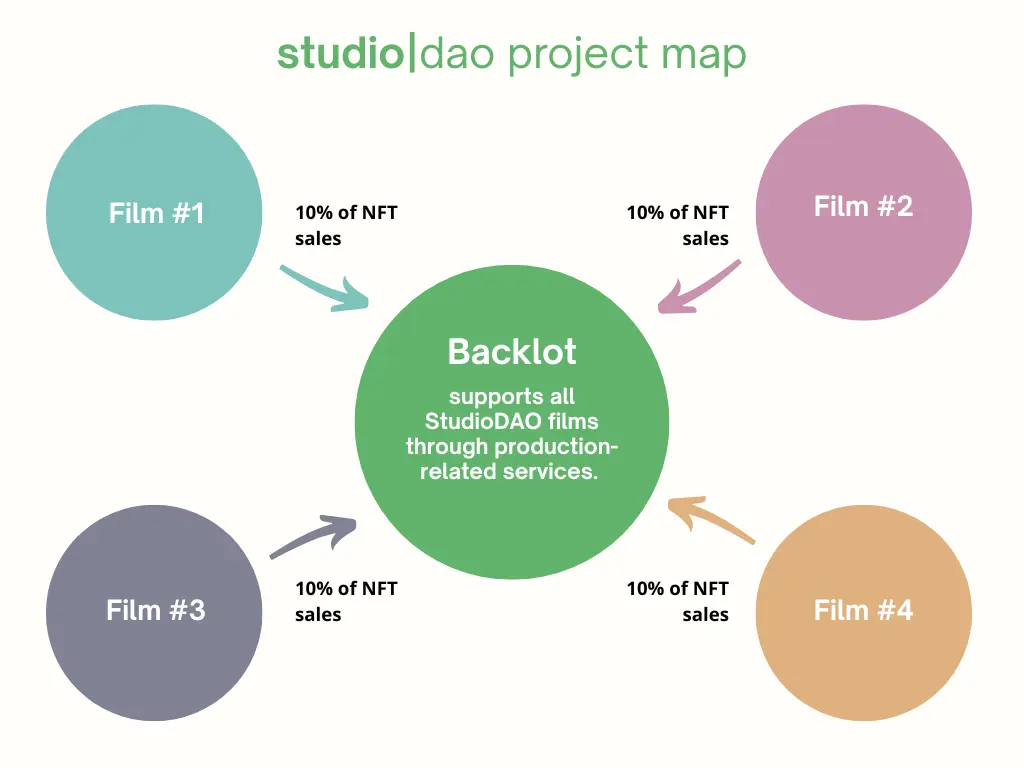 studio|dao project map
Film #1
10% of NFT
sales
10% of NFT
sales
Film #2
Backlot
supports all
StudioDAO films
through production-
related services.
Film #3
10% of NFT
sales
10% of NFT
sales
Film #4